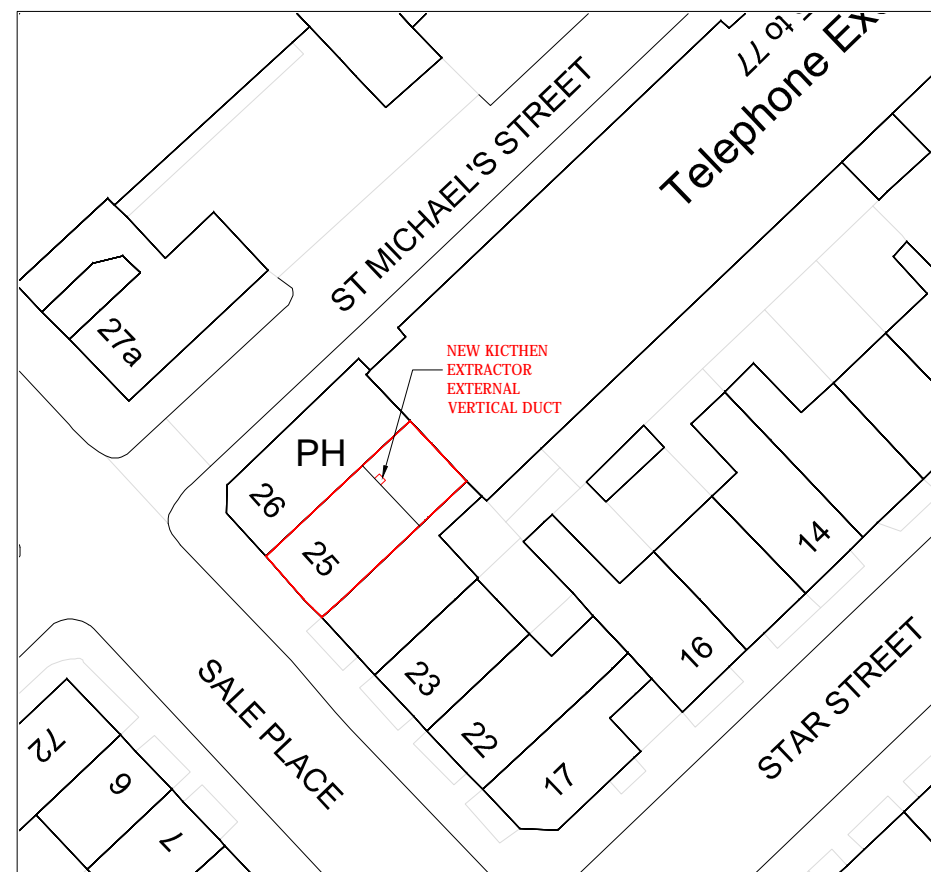 to 77
Telephone Ex
ST MICHAEL'S STREET
27a
NEW KICTHEN
EXTRACTOR
EXTERNAL
VERTICAL DUCT
PH
26
25
14
23
16
22
17
SALE PLACE
STAR STREET
72
6
7